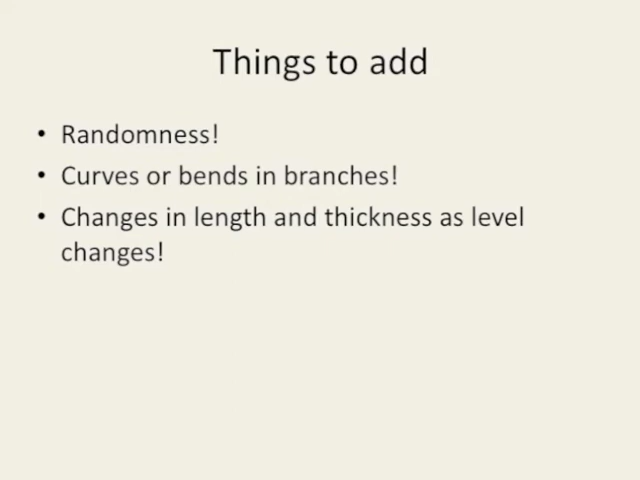 Things to add
• Randomness!
• Curves or bends in branches!
• Changes in length and thickness as level
changes!